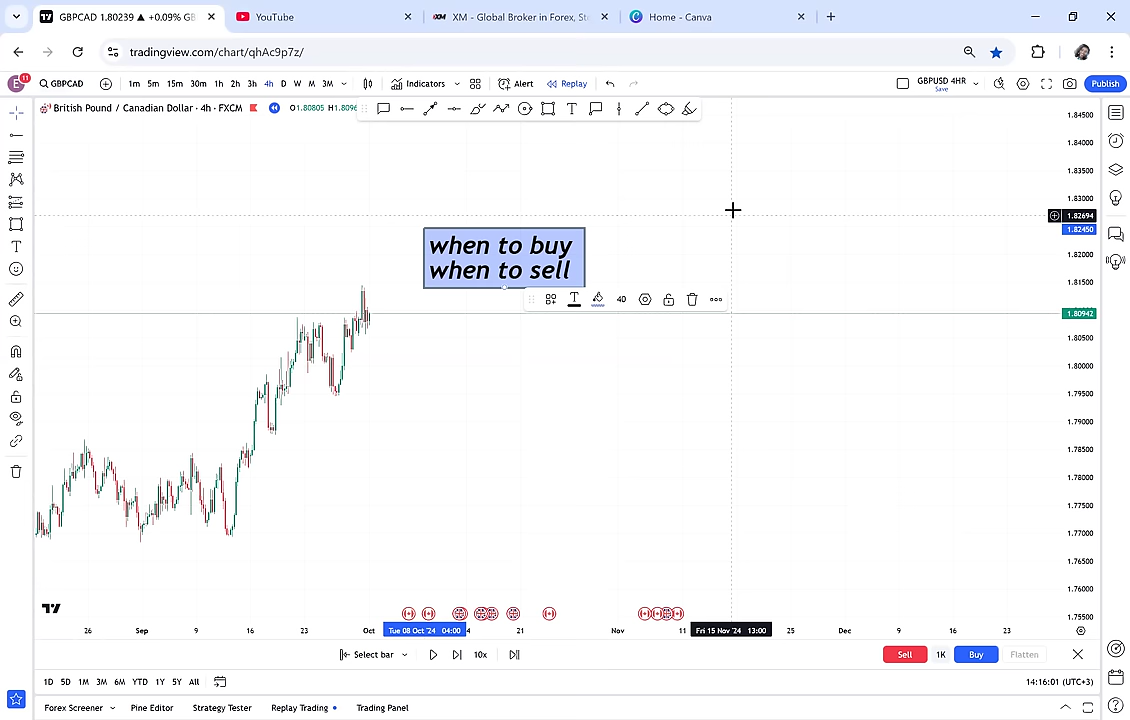 GBPCAD 1.80239 ▲ +0.09% GB
YouTube
XM - Global Broker in Forex, St
Home - Canva
tradingview.com/chart/qhAc9p7z/
E
11
GBPCAD
1m 5m 15m 30m 1h 2h 3h 4h D W M 3M
Indicators
Alert
Replay
GBPUSD 4HR
Save
Publish
British Pound / Canadian Dollar · 4h · FXCM
O1.80805 H1.8096
when to buy
when to sell
40
1.84500
1.84000
1.83500
1.83000
1.82694
1.82450
1.82000
1.81500
1.80942
1.80500
1.80000
1.79500
1.79000
1.78500
1.78000
1.77500
1.77000
1.76500
1.76000
1.75500
26 Sep 9 16 23 Oct Tue 08 Oct '24 04:00 4 21 Nov 11 Fri 15 Nov '24 13:00 25 Dec 9 16 23
Select bar
10x
Sell
1K
Buy
Flatten
1D 5D 1M 3M 6M YTD 1Y 5Y All
14:16:01 (UTC+3)
Forex Screener
Pine Editor
Strategy Tester
Replay Trading
Trading Panel